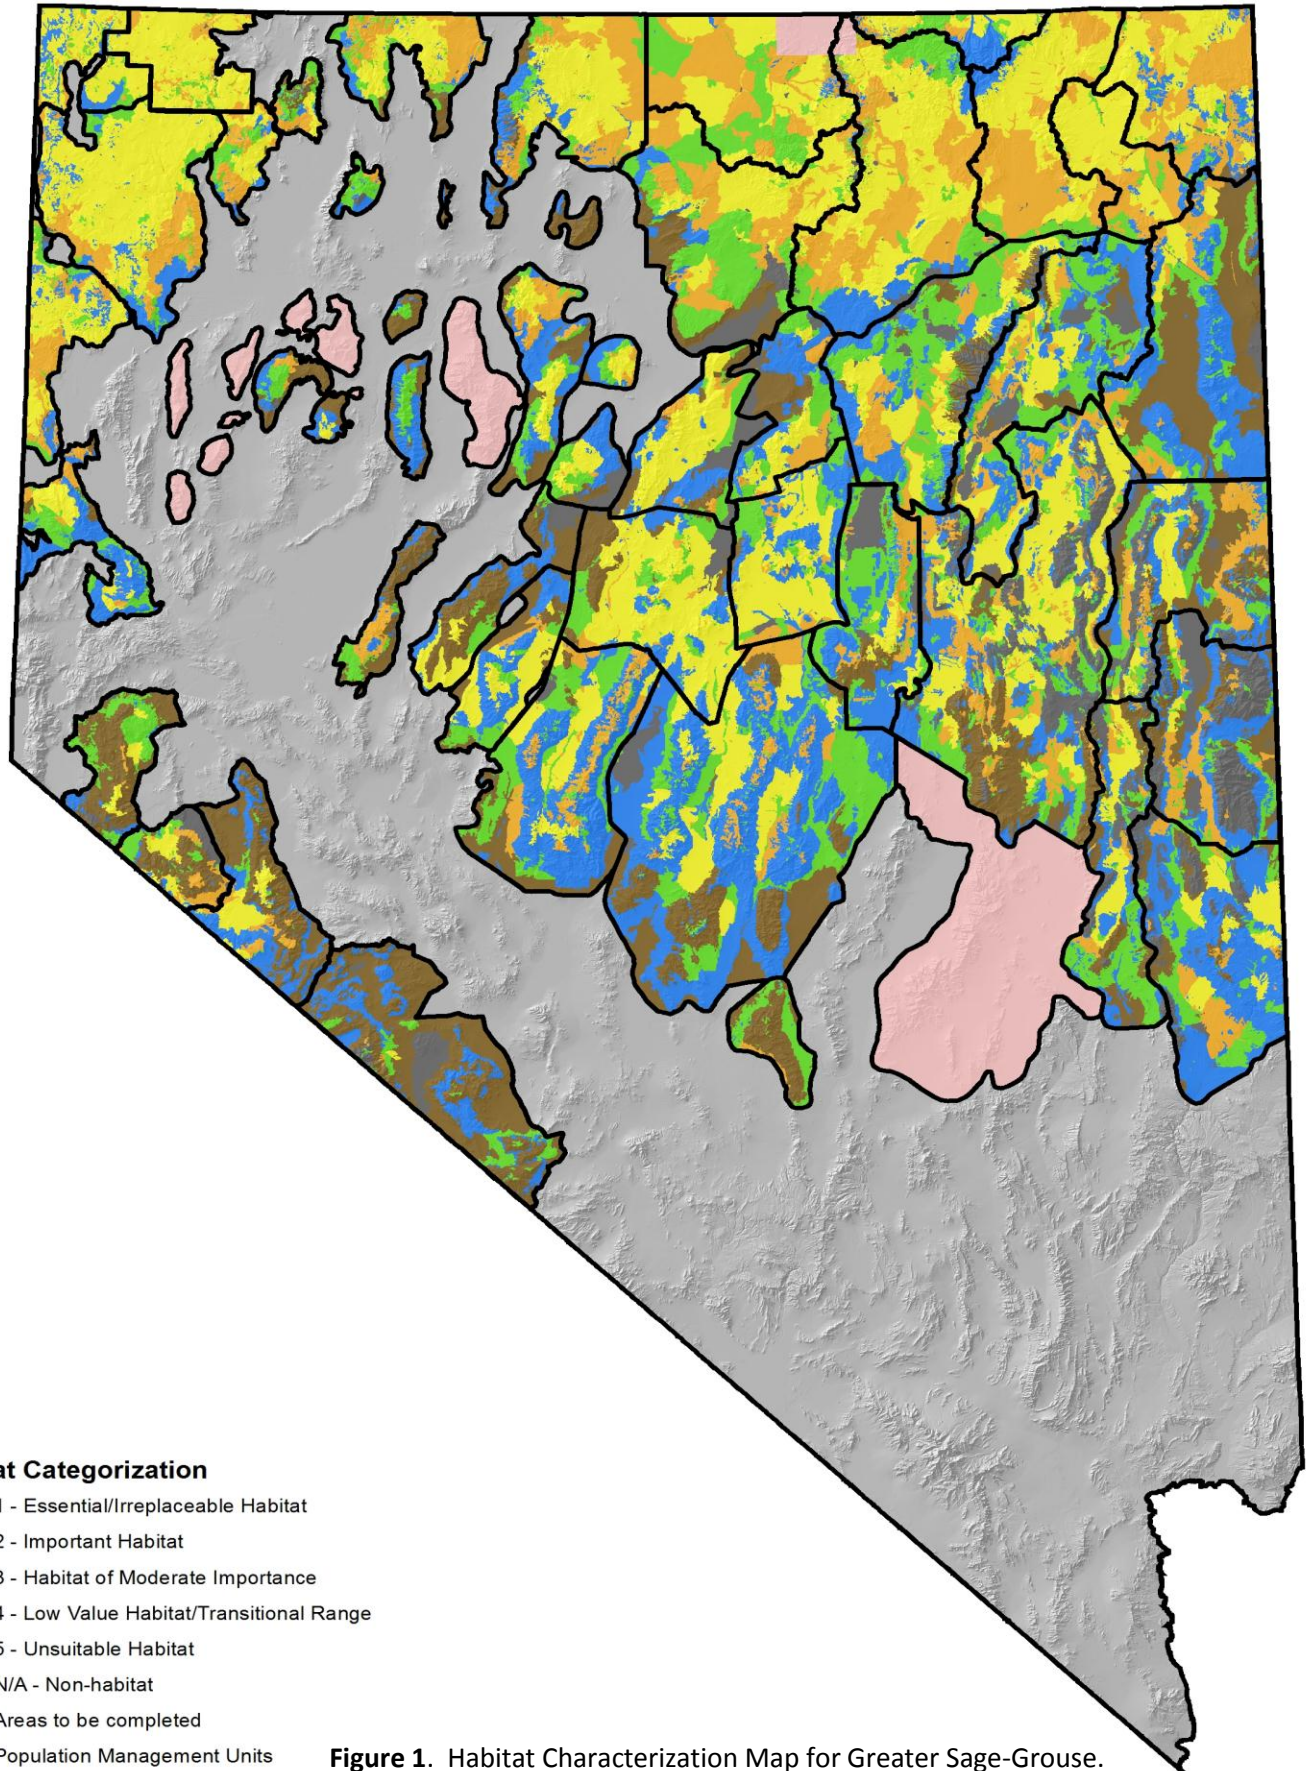 at Categorization
1 - Essential/Irreplaceable Habitat
2 - Important Habitat
3 - Habitat of Moderate Importance
4 - Low Value Habitat/Transitional Range
5 - Unsuitable Habitat
N/A - Non-habitat
Areas to be completed
Population Management Units
Figure 1. Habitat Characterization Map for Greater Sage-Grouse.